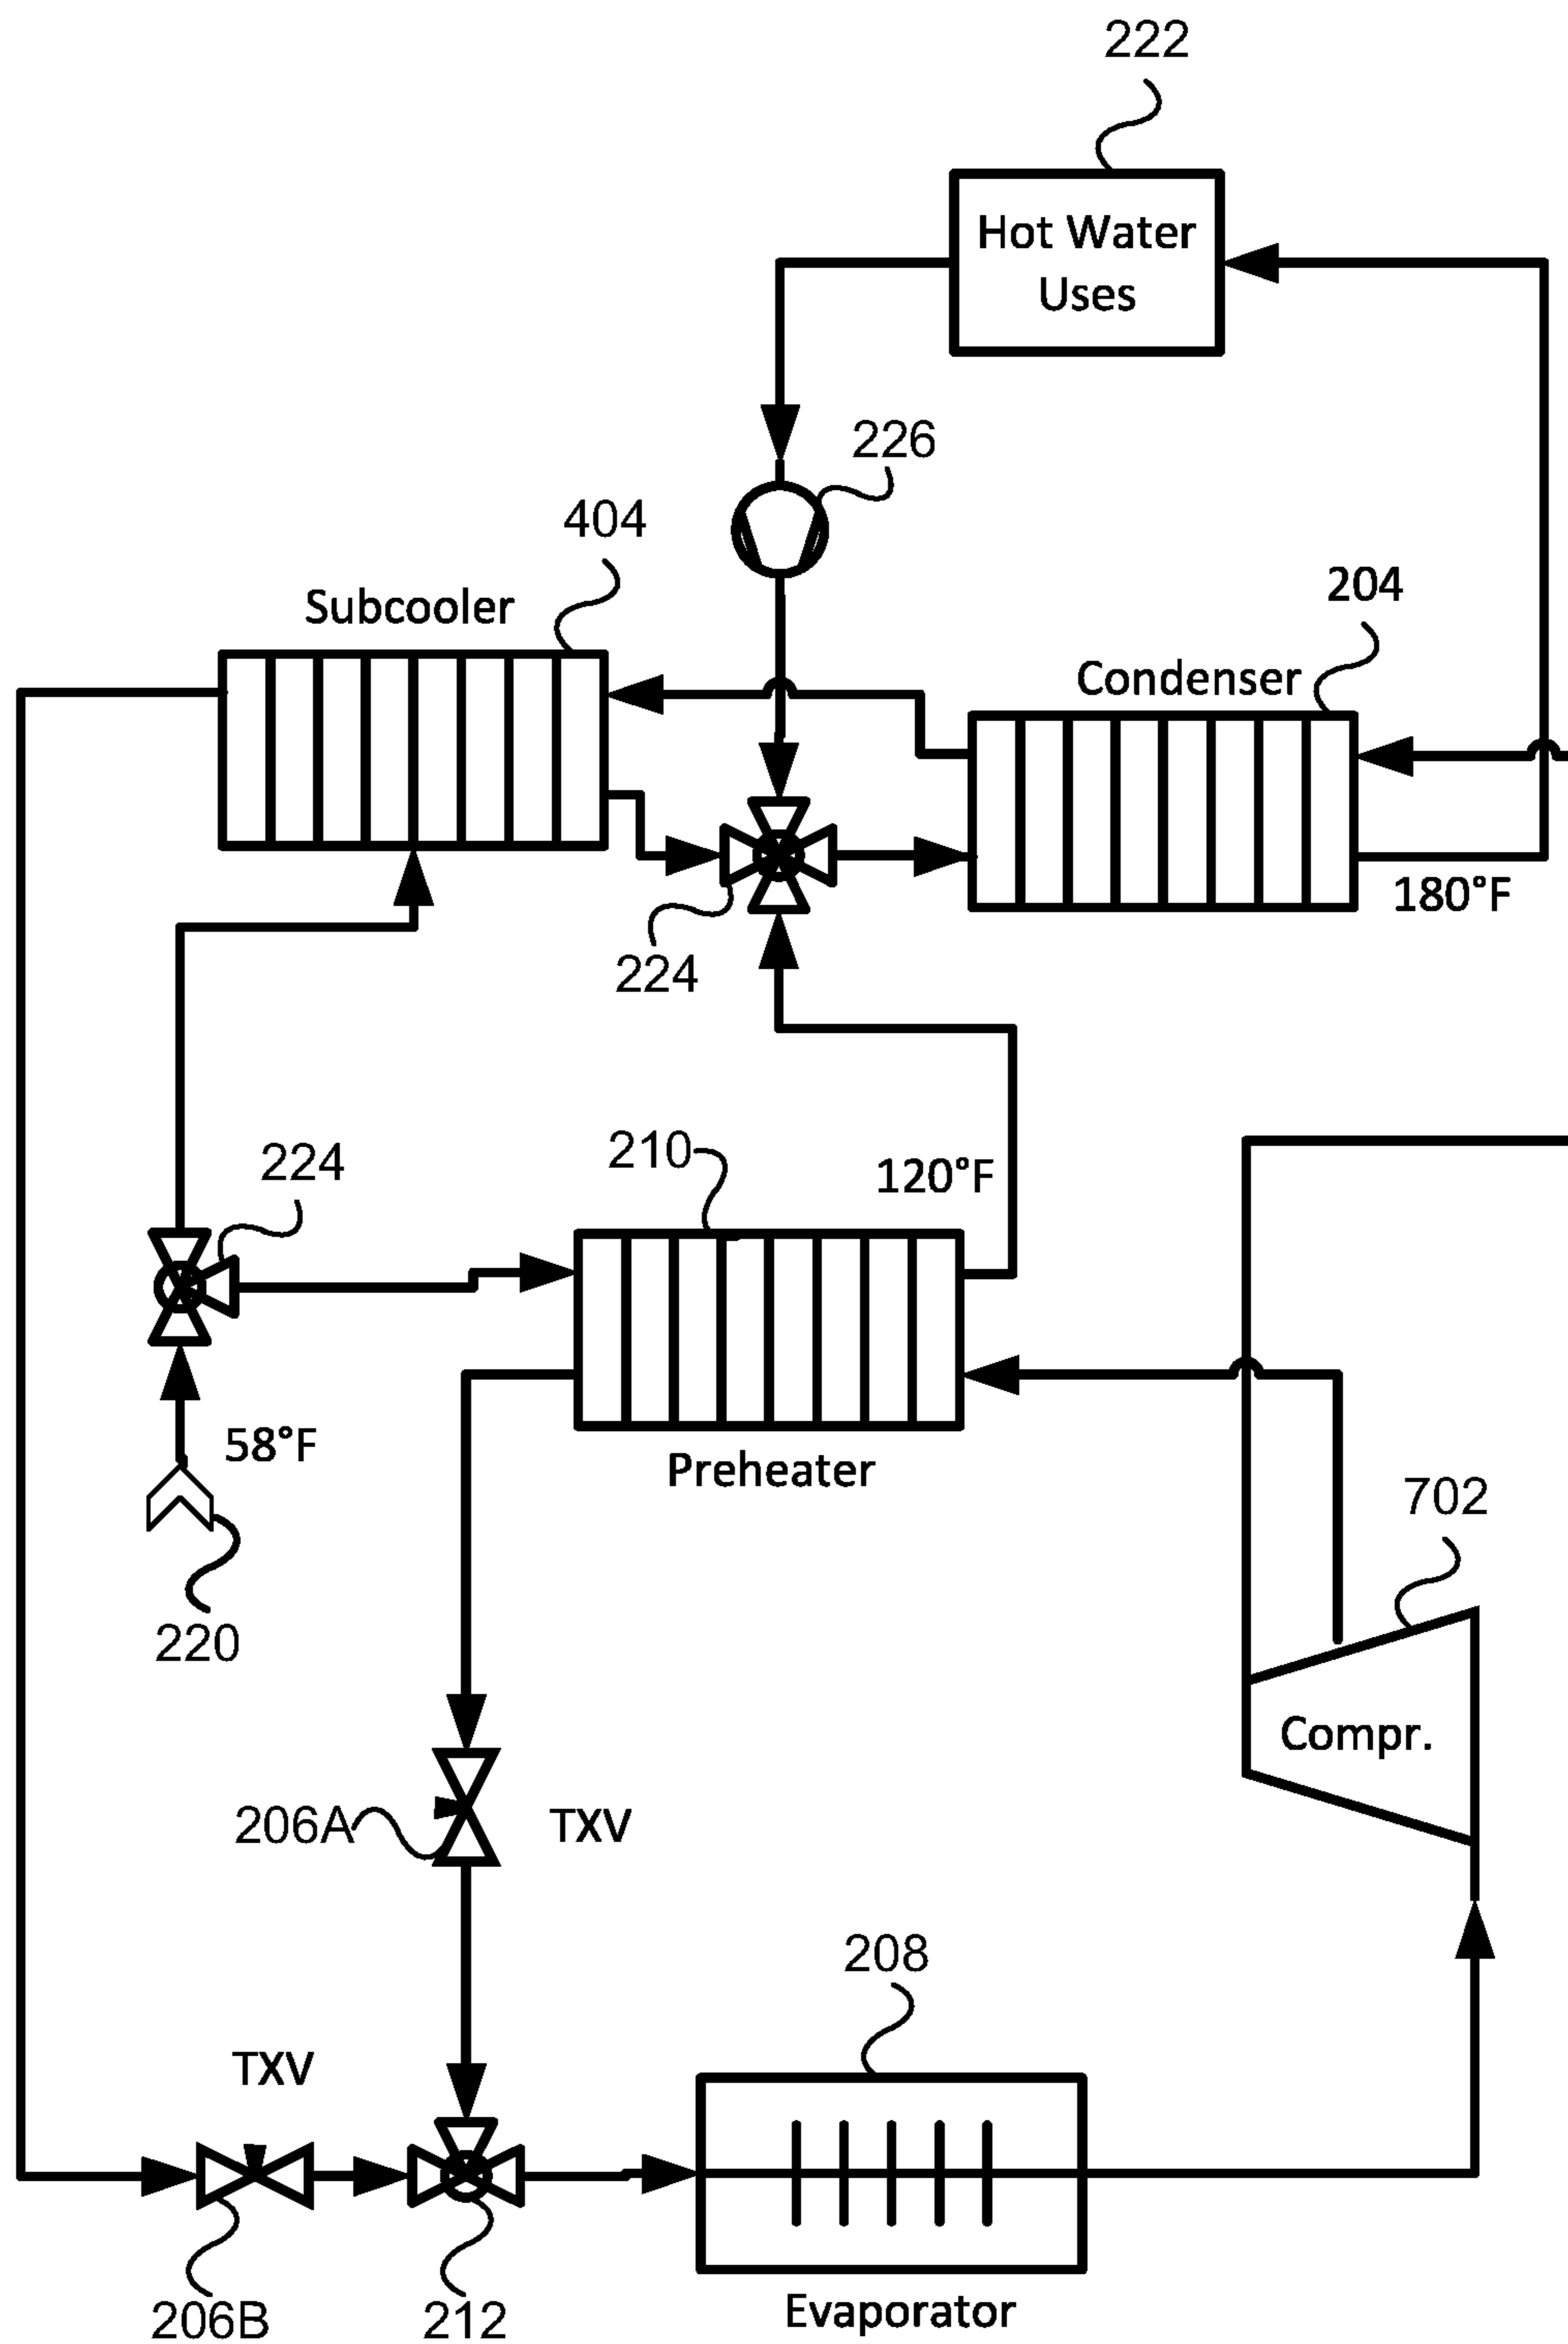 222
Hot Water
Uses
226
404
204
Subcooler
Condenser
180°F
224
210
120°F
224
58°F
Preheater
702
220
Compr.
206A
TXV
208
TXV
206B
212
Evaporator